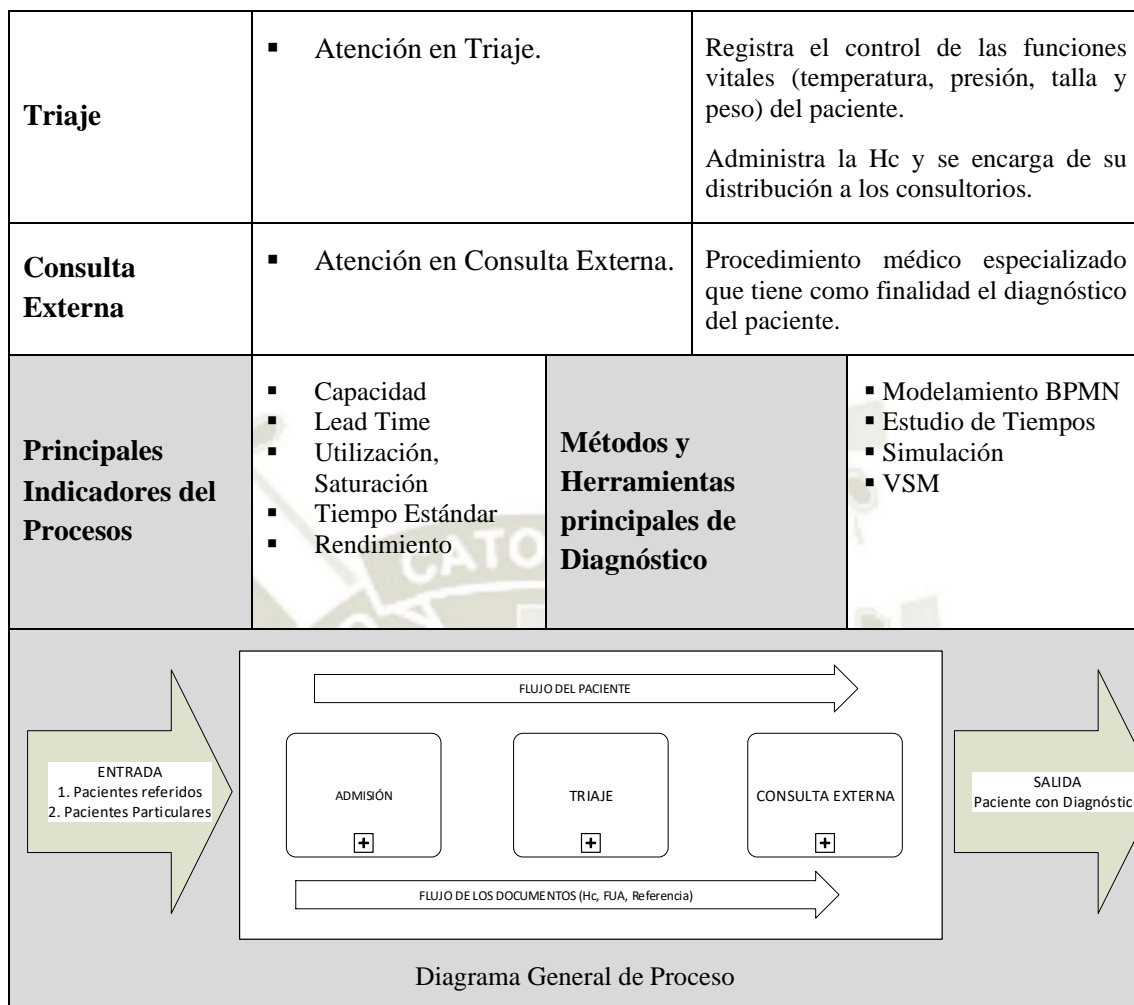 Triaje
▪ Atención en Triaje.
Registra el control de las funciones
vitales (temperatura, presión, talla y
peso) del paciente.
Administra la Hc y se encarga de su
distribución a los consultorios.
Consulta
Externa
▪ Atención en Consulta Externa.
Procedimiento médico especializado
que tiene como finalidad el diagnóstico
del paciente.
Principales
Indicadores del
Procesos
▪ Capacidad
▪ Lead Time
▪ Utilización,
Saturación
▪ Tiempo Estándar
▪ Rendimiento
Métodos y
Herramientas
principales de
Diagnóstico
▪ Modelamiento BPMN
▪ Estudio de Tiempos
▪ Simulación
▪ VSM
CATO
FLUJO DEL PACIENTE
ENTRADA
1. Pacientes referidos
2. Pacientes Particulares
ADMISIÓN
TRIAJE
CONSULTA EXTERNA
SALIDA
Paciente con Diagnóstic
FLUJO DE LOS DOCUMENTOS (Hc, FUA, Referencia)
Diagrama General de Proceso